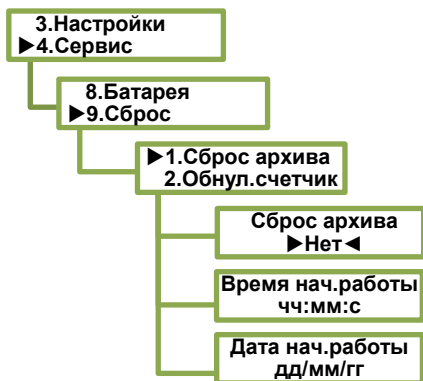 3.Настройки
▶4.Сервис
8.Батарея
▶9.Сброс
▶1.Сброс архива
2.Обнул.счетчик
Сброс архива
▶Нет◀
Время нач.работы
чч:мм:с
Дата нач.работы
дд/мм/гг